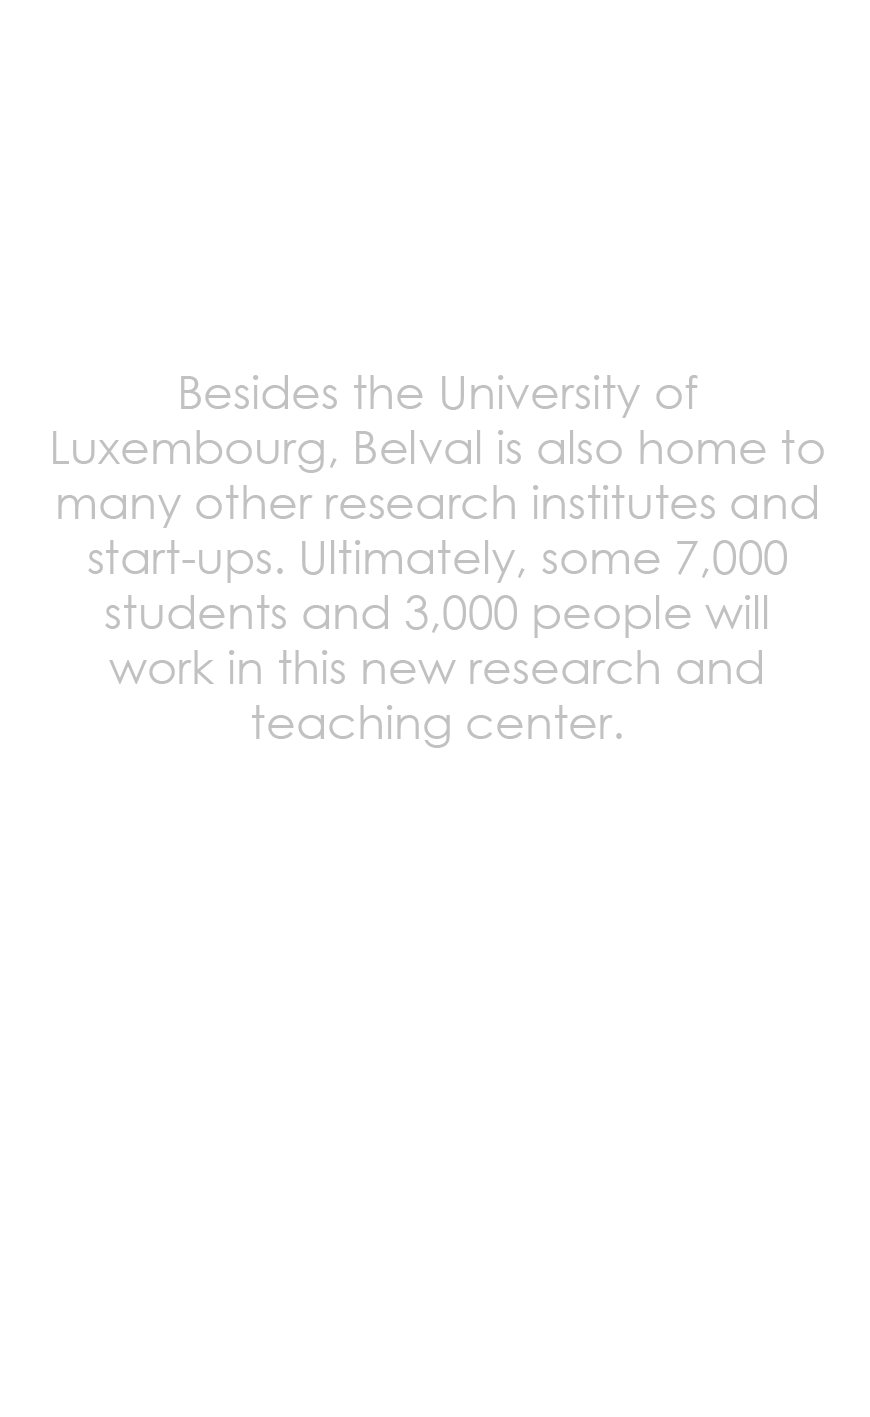 Besides the University of
Luxembourg, Belval is also home to
many other research institutes and
start-ups. Ultimately, some 7,000
students and 3,000 people will
work in this new research and
teaching center.